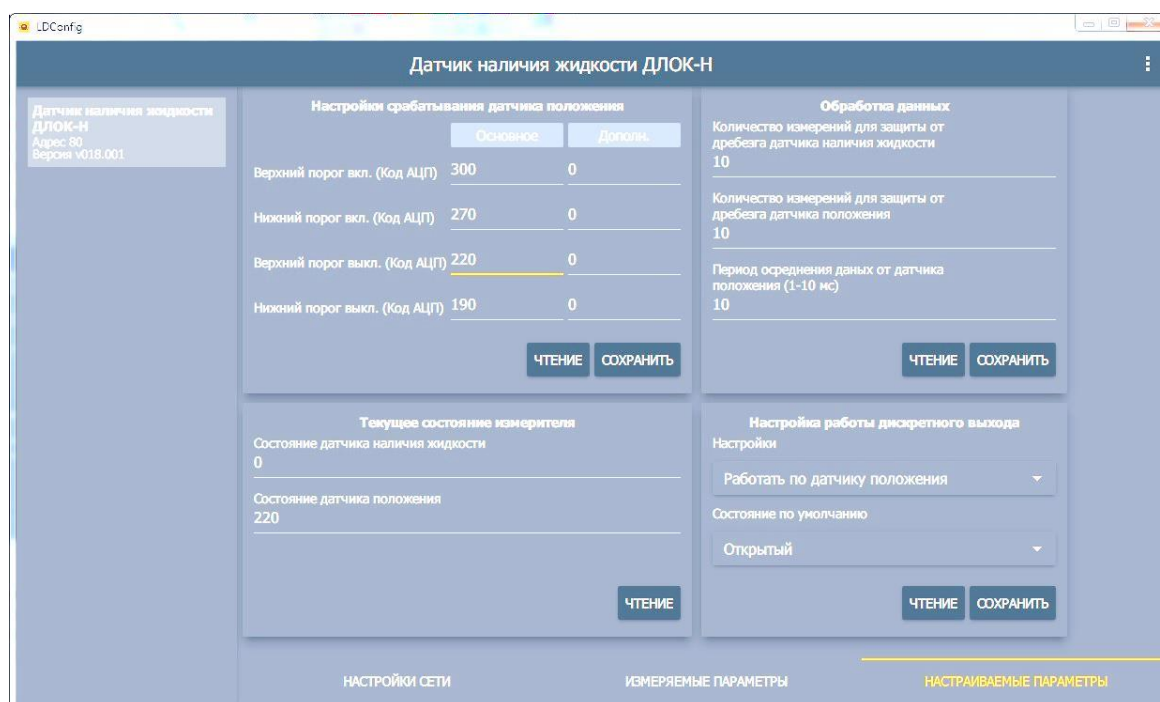 LDConfig
Датчик наличия жидкости ДЛОК-Н
Датчик наличия жидкости
ДЛОК-Н
Адрес 80
Версия v018.001
Настройки срабатывания датчика положения
Основное Дополн.
Верхний порог вкл. (Код АЦП) 300 0
Нижний порог вкл. (Код АЦП) 270 0
Верхний порог выкл. (Код АЦП) 220 0
Нижний порог выкл. (Код АЦП) 190 0
ЧТЕНИЕ СОХРАНИТЬ
Обработка данных
Количество измерений для защиты от
дребезга датчика наличия жидкости
10
Количество измерений для защиты от
дребезга датчика положения
10
Период осреднения даных от датчика
положения (1-10 мс)
10
ЧТЕНИЕ СОХРАНИТЬ
Текущее состояние измерителя
Состояние датчика наличия жидкости
0
Состояние датчика положения
220
ЧТЕНИЕ
Настройка работы дискретного выхода
Настройки
Работать по датчику положения
Состояние по умолчанию
Открытый
ЧТЕНИЕ СОХРАНИТЬ
НАСТРОЙКИ СЕТИ ИЗМЕРЯЕМЫЕ ПАРАМЕТРЫ НАСТРАИВАЕМЫЕ ПАРАМЕТРЫ